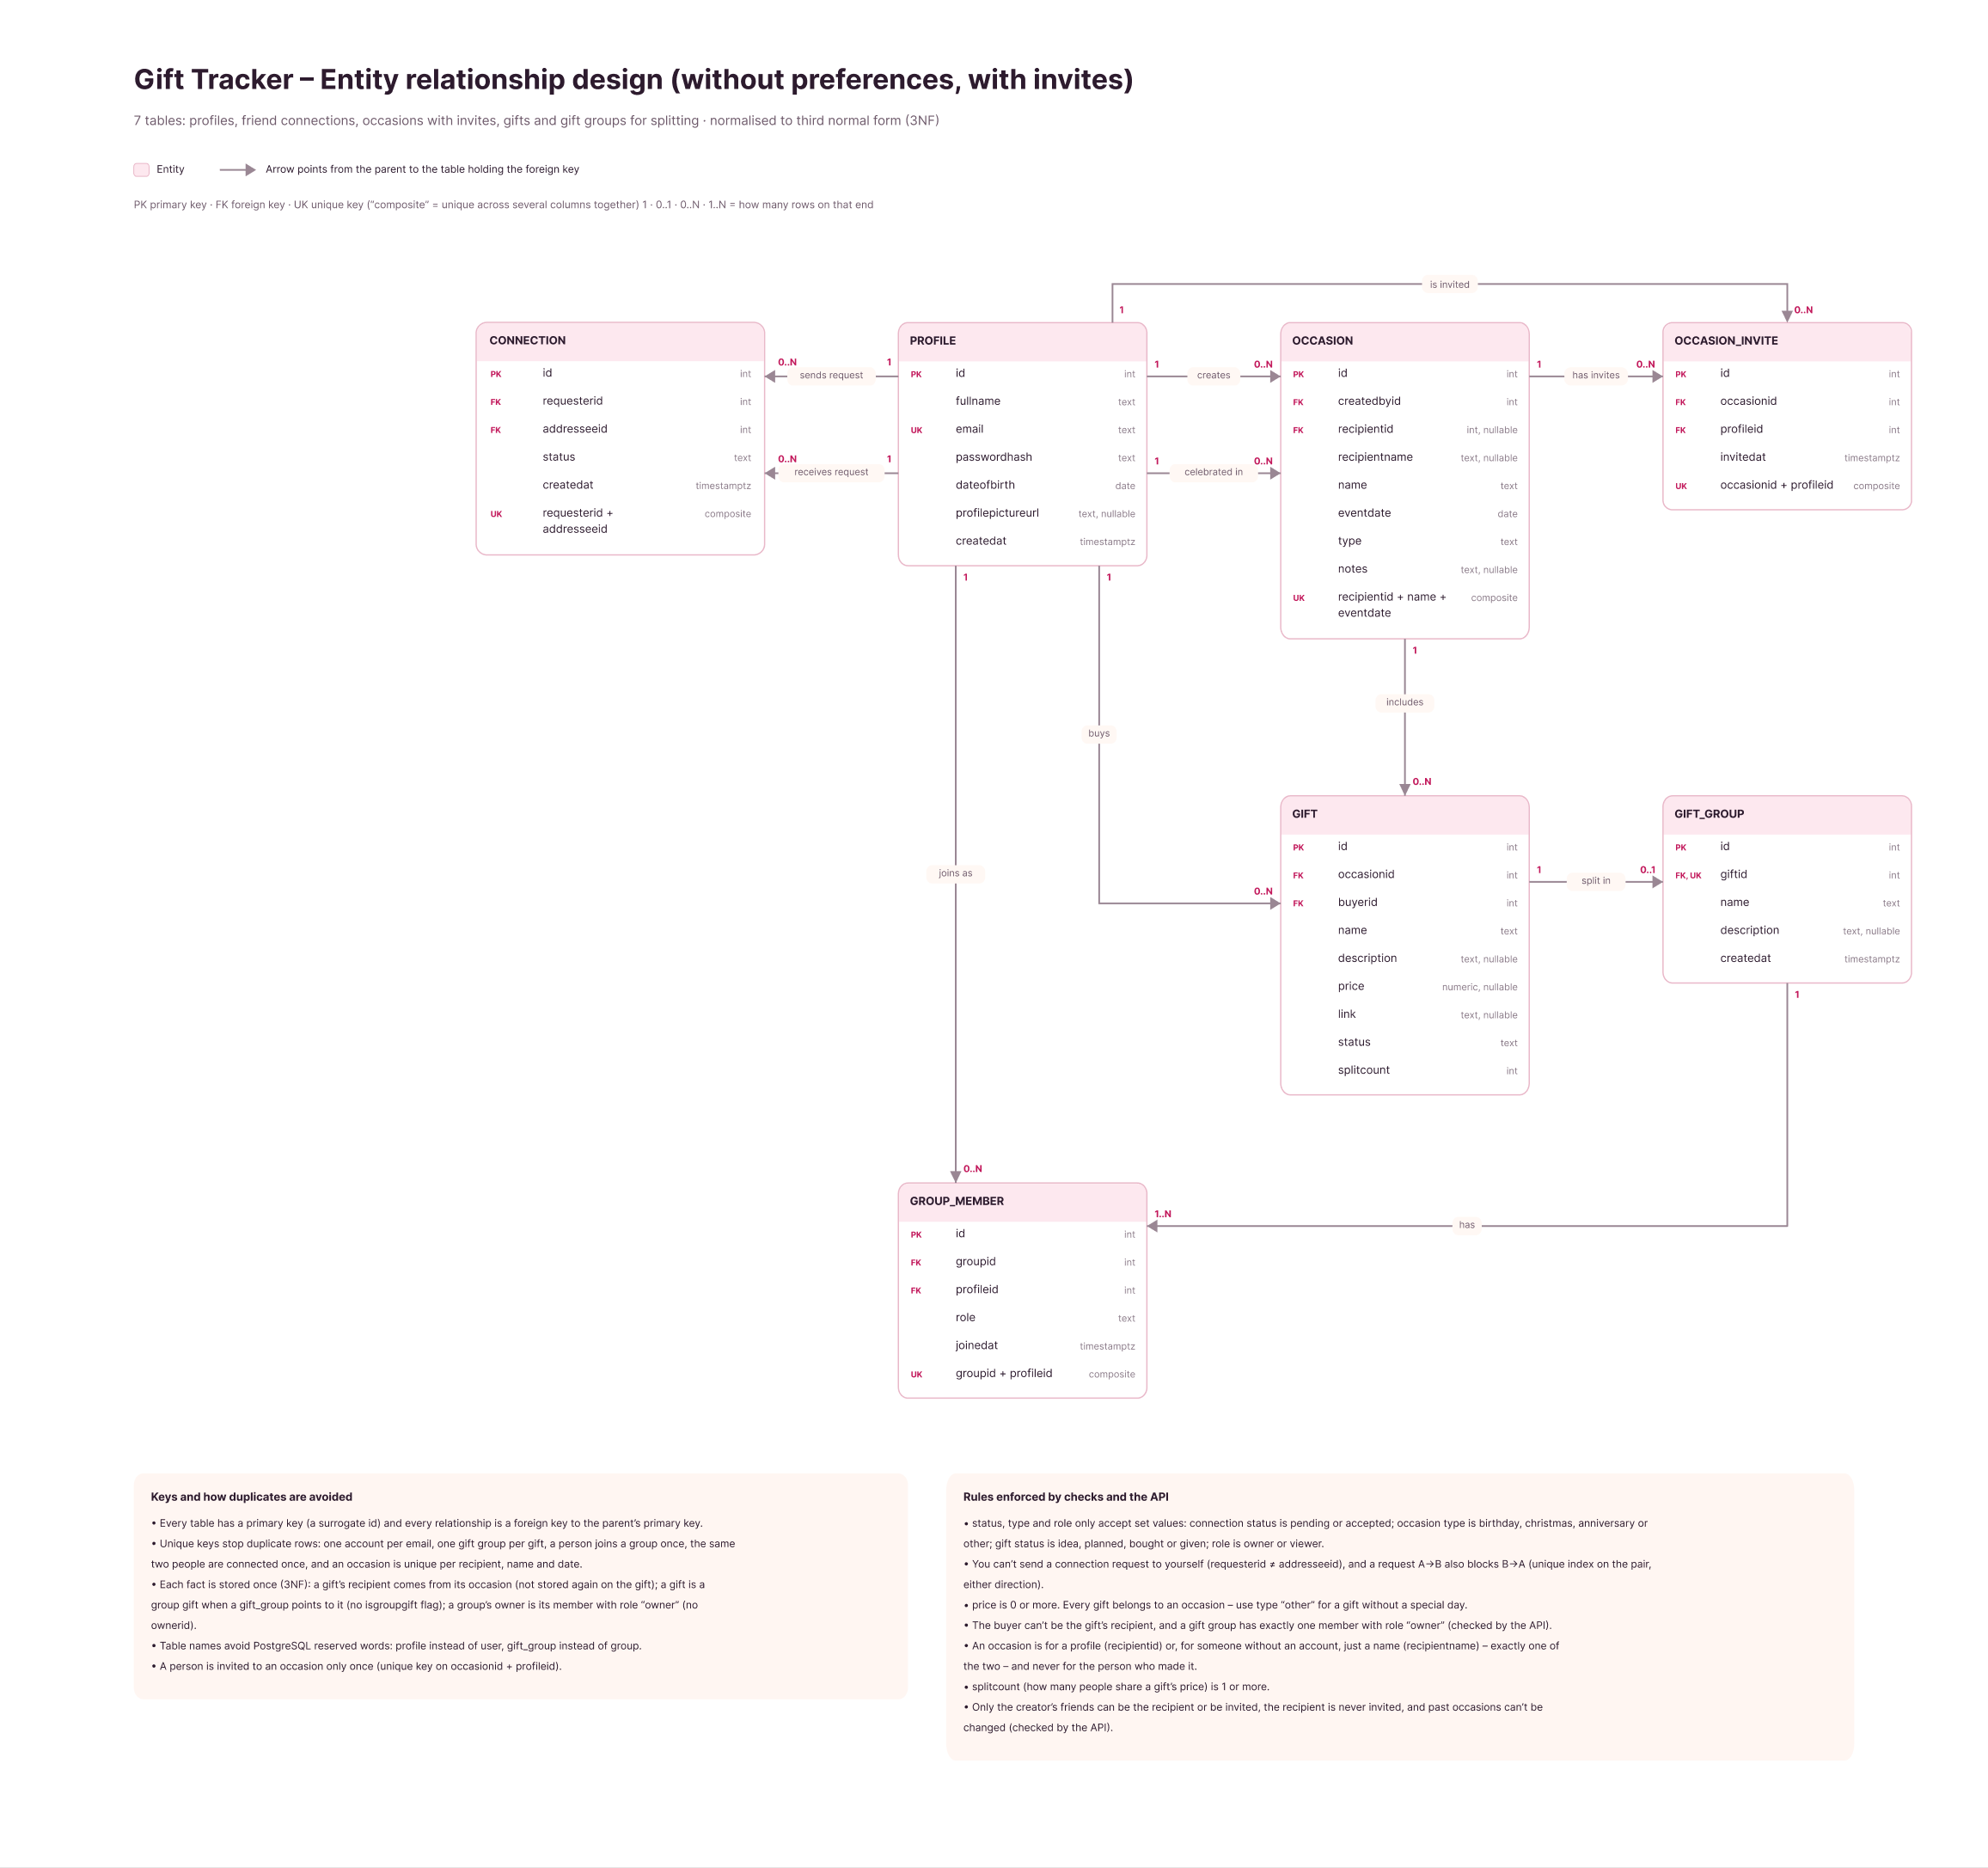 Gift Tracker – Entity relationship design (without preferences, with invites)
7 tables: profiles, friend connections, occasions with invites, gifts and gift groups for splitting · normalised to third normal form (3NF)
Entity
Arrow points from the parent to the table holding the foreign key
PK primary key · FK foreign key · UK unique key (“composite” = unique across several columns together) 1 · 0..1 · 0..N · 1..N = how many rows on that end
is invited
1
0..N
CONNECTION
PK id int
FK requesterid int
FK addresseeid int
status text
createdat timestamptz
UK requesterid + composite
addresseeid
0..N sends request 1
0..N receives request 1
PROFILE
PK id int
fullname text
UK email text
passwordhash text
dateofbirth date
profilepictureurl text, nullable
createdat timestamptz
1 creates 0..N
1 celebrated in 0..N
OCCASION
PK id int
FK createdbyid int
FK recipientid int, nullable
recipientname text, nullable
name text
eventdate date
type text
notes text, nullable
UK recipientid + name + composite
eventdate
1 has invites 0..N
OCCASION_INVITE
PK id int
FK occasionid int
FK profileid int
invitedat timestamptz
UK occasionid + profileid composite
1
1
1
includes
buys
0..N
joins as
0..N
GIFT
PK id int
FK occasionid int
FK buyerid int
name text
description text, nullable
price numeric, nullable
link text, nullable
status text
splitcount int
1 split in 0..1
GIFT_GROUP
PK id int
FK, UK giftid int
name text
description text, nullable
createdat timestamptz
1
0..N
1..N
has
GROUP_MEMBER
PK id int
FK groupid int
FK profileid int
role text
joinedat timestamptz
UK groupid + profileid composite
Keys and how duplicates are avoided
• Every table has a primary key (a surrogate id) and every relationship is a foreign key to the parent’s primary key.
• Unique keys stop duplicate rows: one account per email, one gift group per gift, a person joins a group once, the same
two people are connected once, and an occasion is unique per recipient, name and date.
• Each fact is stored once (3NF): a gift’s recipient comes from its occasion (not stored again on the gift); a gift is a
group gift when a gift_group points to it (no isgroupgift flag); a group’s owner is its member with role “owner” (no
ownerid).
• Table names avoid PostgreSQL reserved words: profile instead of user, gift_group instead of group.
• A person is invited to an occasion only once (unique key on occasionid + profileid).
Rules enforced by checks and the API
• status, type and role only accept set values: connection status is pending or accepted; occasion type is birthday, christmas, anniversary or
other; gift status is idea, planned, bought or given; role is owner or viewer.
• You can’t send a connection request to yourself (requesterid ≠ addresseeid), and a request A→B also blocks B→A (unique index on the pair,
either direction).
• price is 0 or more. Every gift belongs to an occasion – use type “other” for a gift without a special day.
• The buyer can’t be the gift’s recipient, and a gift group has exactly one member with role “owner” (checked by the API).
• An occasion is for a profile (recipientid) or, for someone without an account, just a name (recipientname) – exactly one of
the two – and never for the person who made it.
• splitcount (how many people share a gift’s price) is 1 or more.
• Only the creator’s friends can be the recipient or be invited, the recipient is never invited, and past occasions can’t be
changed (checked by the API).